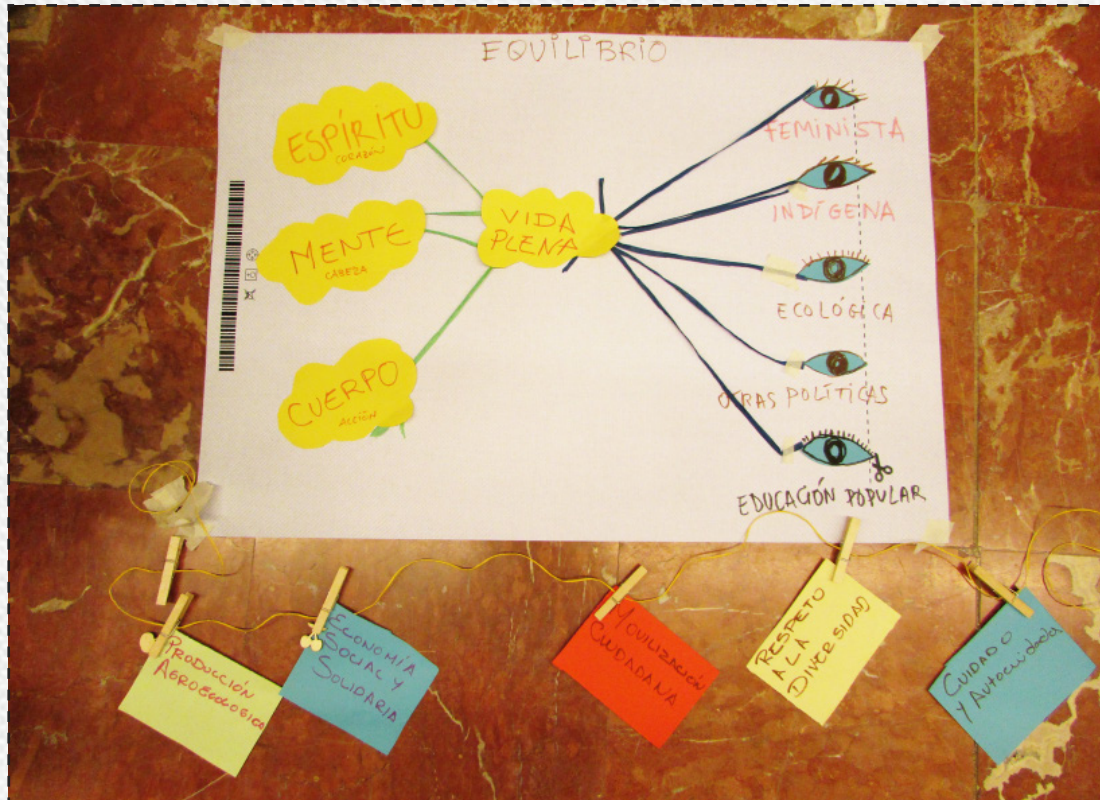 EQUILIBRIO
ESPÍRITU
CORAZÓN
MENTE
CABEZA
CUERPO
ACCIÓN
VIDA
PLENA
FEMINISTA
INDÍGENA
ECOLÓGICA
OTRAS POLÍTICAS
EDUCACIÓN POPULAR
PRODUCCIÓN
AGROECOLÓGICA
ECONOMÍA
SOCIAL Y
SOLIDARIA
MOVILIZACIÓN
CIUDADANA
RESPETO
A LA
DIVERSIDAD
CUIDADO
Y AUTOCUIDADO